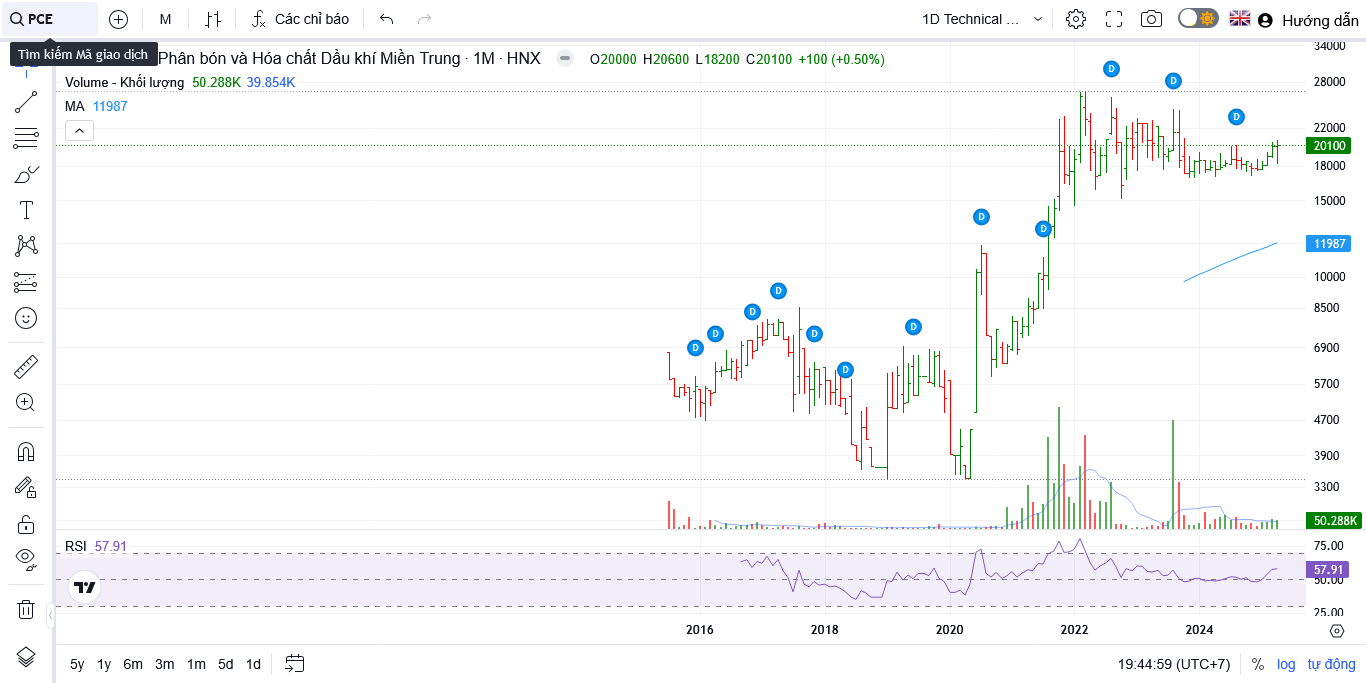 PCE
M
Các chỉ báo
1D Technical ...
Hướng dẫn
Tìm kiếm Mã giao dịch
Phân bón và Hóa chất Dầu khí Miền Trung · 1M · HNX
O20000 H20600 L18200 C20100 +100 (+0.50%)
Volume - Khối lượng 50.288K 39.854K
MA 11987
34000
28000
22000
20100
18000
15000
11987
10000
8500
6900
5700
4700
3900
3300
50.288K
D
D
D
D
D
D
D
D
D
D
D
D
D
RSI 57.91
75.00
57.91
50.00
25.00
2016
2018
2020
2022
2024
5y 1y 6m 3m 1m 5d 1d
19:44:59 (UTC+7)
%
log
tự động